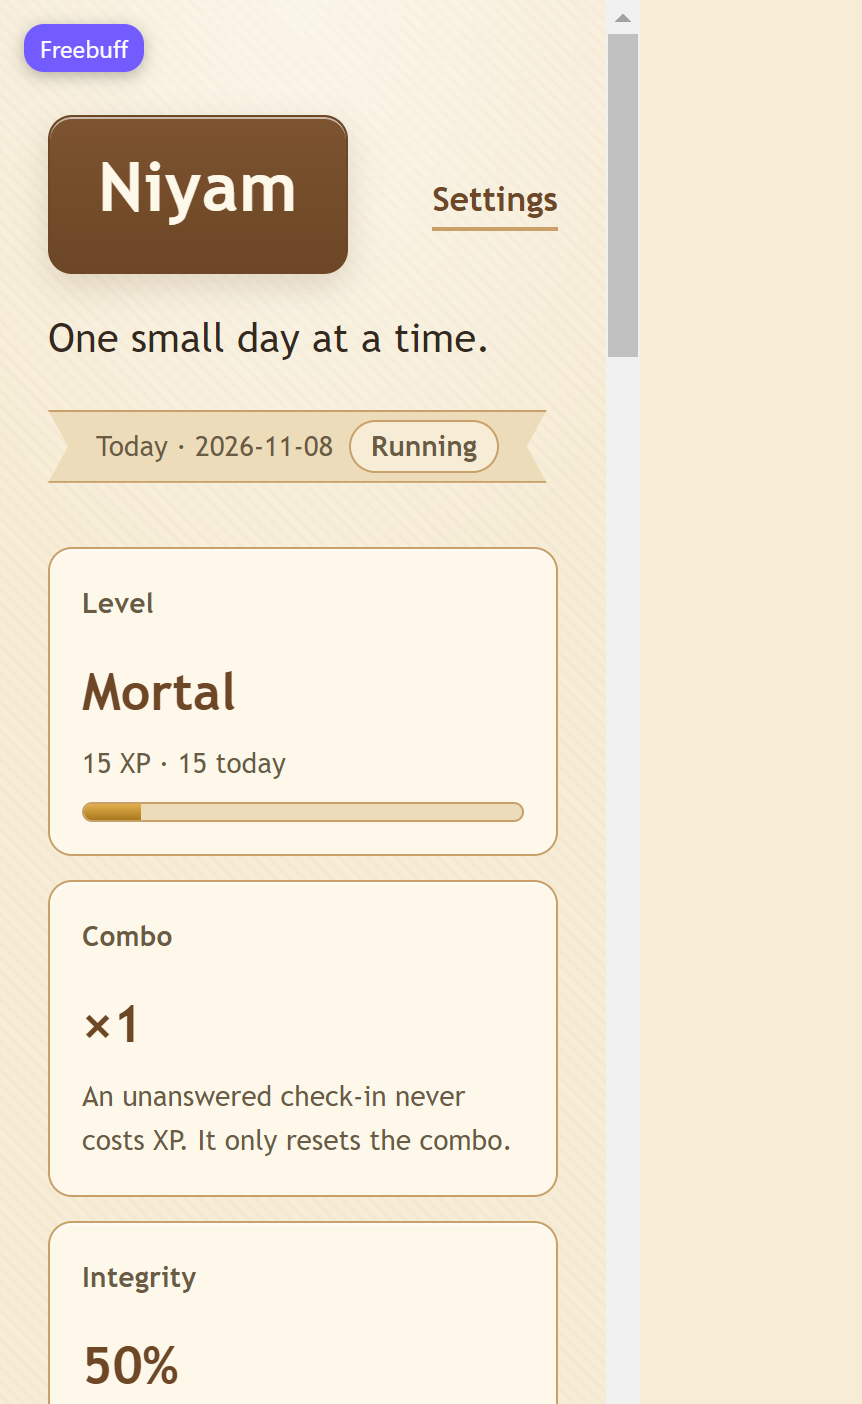 Freebuff
Niyam
Settings
One small day at a time.
Today · 2026-11-08 Running
Level
Mortal
15 XP · 15 today
Combo
×1
An unanswered check-in never
costs XP. It only resets the combo.
Integrity
50%